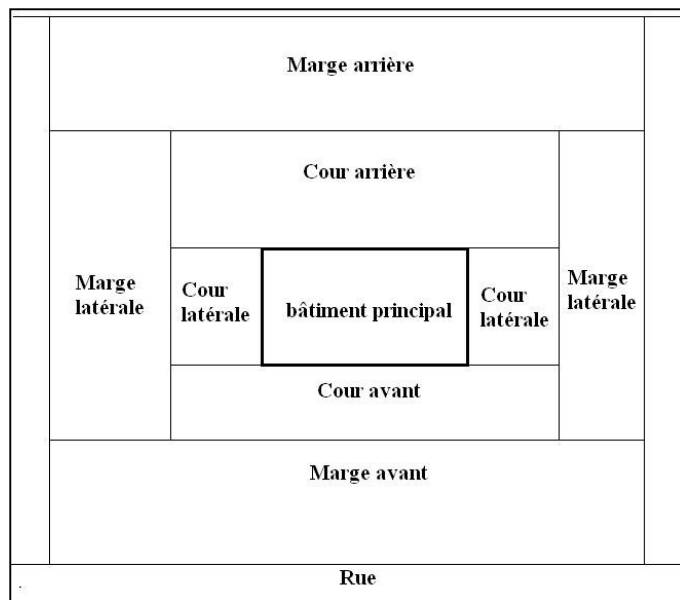 Marge arrière
Cour arrière
Marge
latérale
Cour
latérale
bâtiment principal
Cour
latérale
Marge
latérale
Cour avant
Marge avant
Rue